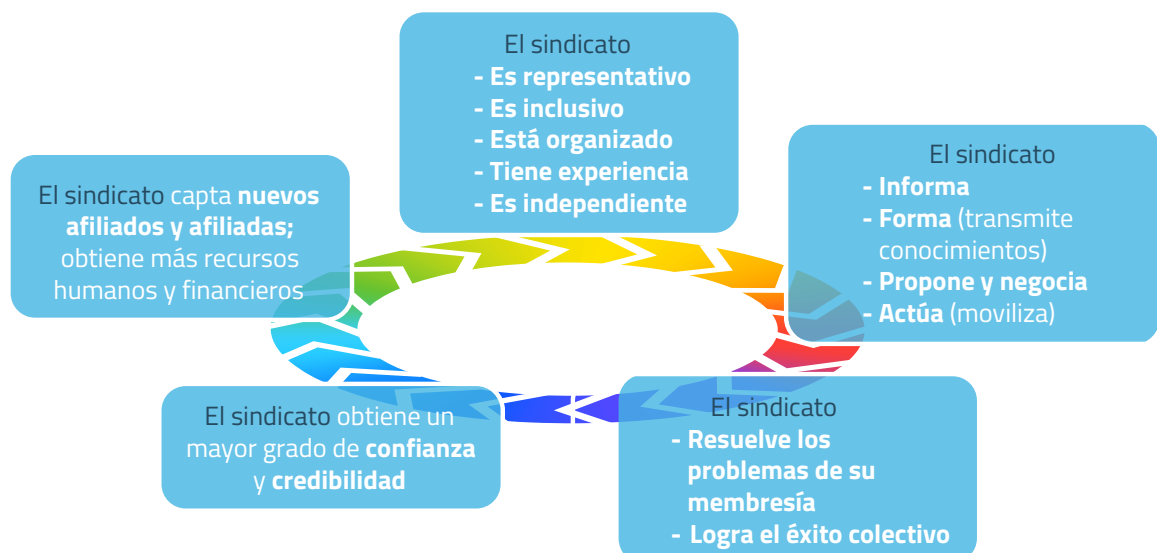 El sindicato
- Es representativo
- Es inclusivo
- Está organizado
- Tiene experiencia
- Es independiente
El sindicato
- Informa
- Forma (transmite
conocimientos)
- Propone y negocia
- Actúa (moviliza)
El sindicato
- Resuelve los
problemas de su
membresía
- Logra el éxito colectivo
El sindicato obtiene un
mayor grado de confianza
y credibilidad
El sindicato capta nuevos
afiliados y afiliadas;
obtiene más recursos
humanos y financieros